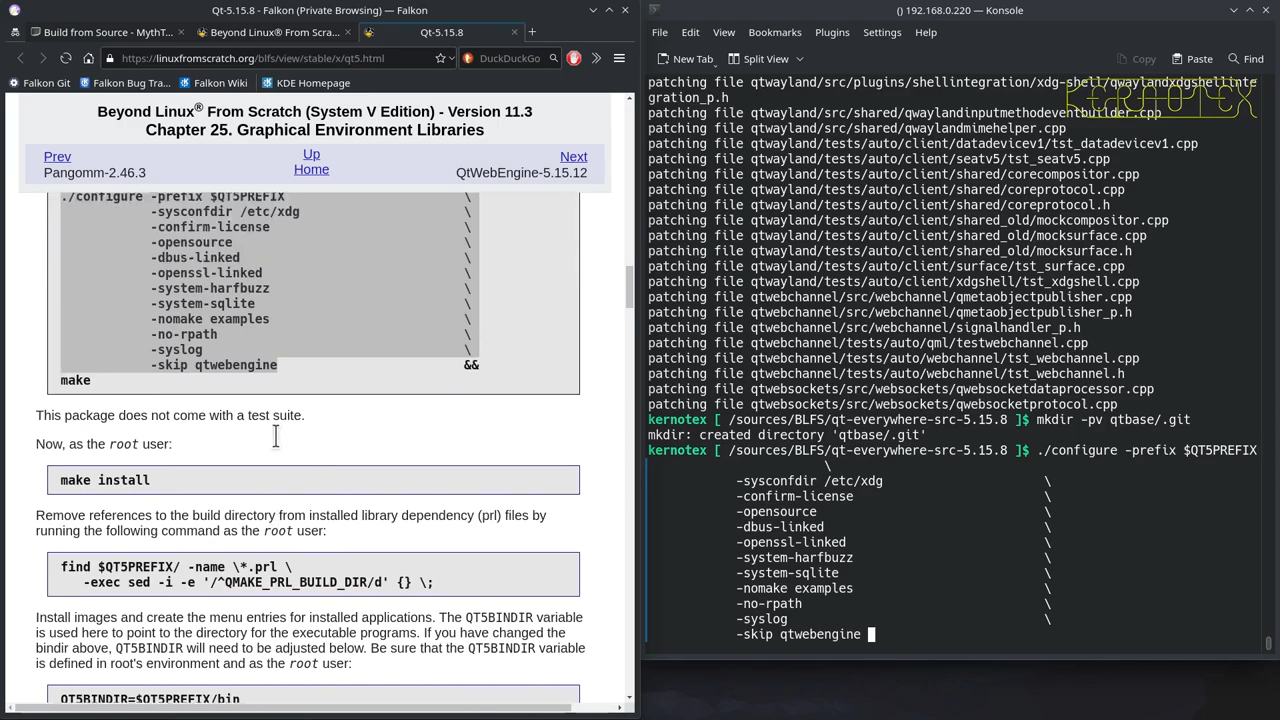 Qt-5.15.8 - Falkon (Private Browsing) — Falkon
Build from Source - MythT...
Beyond Linux® From Scra...
Qt-5.15.8
https://linuxfromscratch.org/blfs/view/stable/x/qt5.html
DuckDuckGo
Falkon Git
Falkon Bug Tra...
Falkon Wiki
KDE Homepage
Beyond Linux® From Scratch (System V Edition) - Version 11.3
Chapter 25. Graphical Environment Libraries
Prev
Up
Next
Pangomm-2.46.3
Home
QtWebEngine-5.15.12
./configure -prefix $QT5PREFIX \
-sysconfdir /etc/xdg \
-confirm-license \
-opensource \
-dbus-linked \
-openssl-linked \
-system-harfbuzz \
-system-sqlite \
-nomake examples \
-no-rpath \
-syslog \
-skip qtwebengine &&
make
This package does not come with a test suite.
Now, as the root user:
make install
Remove references to the build directory from installed library dependency (prl) files by
running the following command as the root user:
find $QT5PREFIX/ -name \*.prl \
-exec sed -i -e '/^QMAKE_PRL_BUILD_DIR/d' {} \;
Install images and create the menu entries for installed applications. The QT5BINDIR variable
is used here to point to the directory for the executable programs. If you have changed the
bindir above, QT5BINDIR will need to be adjusted below. Be sure that the QT5BINDIR variable
is defined in root's environment and as the root user:
QT5BINDIR=$QT5PREFIX/bin
() 192.168.0.220 — Konsole
File Edit View Bookmarks Plugins Settings Help
New Tab Split View Copy Paste Find
KERNOTEX
patching file qtwayland/src/plugins/shellintegration/xdg-shell/qwaylandxdgshellinte
gration_p.h
patching file qtwayland/src/shared/qwaylandinputmethodeventbuilder.cpp
patching file qtwayland/src/shared/qwaylandmimehelper.cpp
patching file qtwayland/tests/auto/client/datadevicev1/tst_datadevicev1.cpp
patching file qtwayland/tests/auto/client/seatv5/tst_seatv5.cpp
patching file qtwayland/tests/auto/client/shared/corecompositor.cpp
patching file qtwayland/tests/auto/client/shared/coreprotocol.cpp
patching file qtwayland/tests/auto/client/shared/coreprotocol.h
patching file qtwayland/tests/auto/client/shared_old/mockcompositor.cpp
patching file qtwayland/tests/auto/client/shared_old/mocksurface.cpp
patching file qtwayland/tests/auto/client/shared_old/mocksurface.h
patching file qtwayland/tests/auto/client/surface/tst_surface.cpp
patching file qtwayland/tests/auto/client/xdgshell/tst_xdgshell.cpp
patching file qtwebchannel/src/webchannel/qmetaobjectpublisher.cpp
patching file qtwebchannel/src/webchannel/qmetaobjectpublisher_p.h
patching file qtwebchannel/src/webchannel/signalhandler_p.h
patching file qtwebchannel/tests/auto/qml/testwebchannel.cpp
patching file qtwebchannel/tests/auto/webchannel/tst_webchannel.cpp
patching file qtwebchannel/tests/auto/webchannel/tst_webchannel.h
patching file qtwebsockets/src/websockets/qwebsocketdataprocessor.cpp
patching file qtwebsockets/src/websockets/qwebsocketprotocol.cpp
kernotex [ /sources/BLFS/qt-everywhere-src-5.15.8 ]$ mkdir -pv qtbase/.git
mkdir: created directory 'qtbase/.git'
kernotex [ /sources/BLFS/qt-everywhere-src-5.15.8 ]$ ./configure -prefix $QT5PREFIX
\
-sysconfdir /etc/xdg \
-confirm-license \
-opensource \
-dbus-linked \
-openssl-linked \
-system-harfbuzz \
-system-sqlite \
-nomake examples \
-no-rpath \
-syslog \
-skip qtwebengine